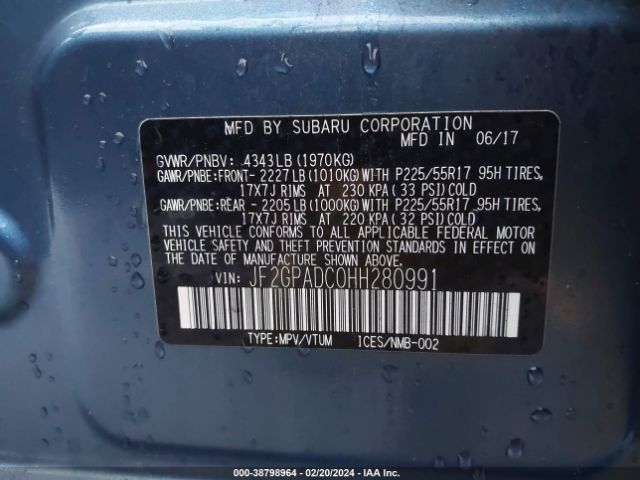 MFD BY SUBARU CORPORATION
MFD IN 06/17
GVWR/PNBV: 4343LB(1970KG)
GAWR/PNBE:FRONT- 2227LB(1010KG)WITH P225/55R17 95H TIRES,
17X7J RIMS AT 230 KPA(33 PSI)COLD
GAWR/PNBE:REAR - 2205LB(1000KG)WITH P225/55R17 95H TIRES,
17X7J RIMS AT 220 KPA(32 PSI)COLD
THIS VEHICLE CONFORMS TO ALL APPLICABLE FEDERAL MOTOR
VEHICLE SAFETY AND THEFT PREVENTION STANDARDS IN EFFECT ON
THE DATE OF MANUFACTURE SHOWN ABOVE.
VIN: JF2GPADC0HH280991
TYPE:MPV/VTUM ICES/NMB-002
000-38798964 - 02/20/2024 - IAA Inc.